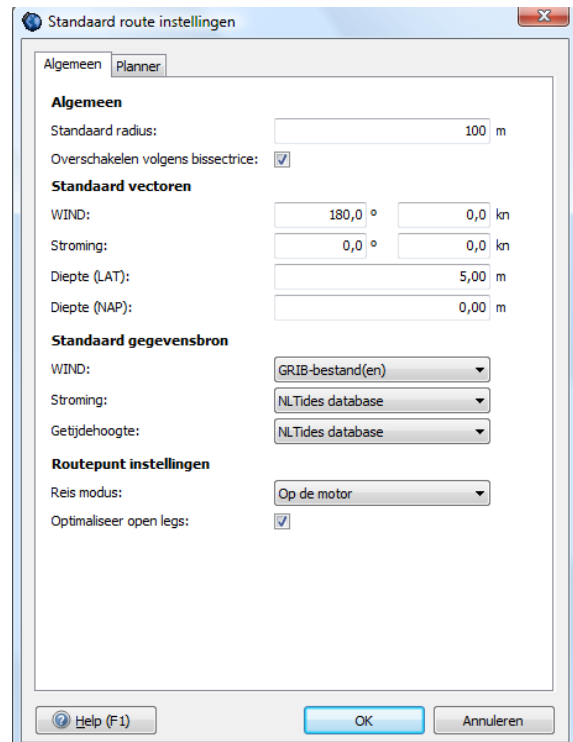 Standaard route instellingen
Algemeen Planner
Algemeen
Standaard radius: 100 m
Overschakelen volgens bissectrice:
Standaard vectoren
WIND: 180,0 º 0,0 kn
Stroming: 0,0 º 0,0 kn
Diepte (LAT): 5,00 m
Diepte (NAP): 0,00 m
Standaard gegevensbron
WIND: GRIB-bestand(en)
Stroming: NLTides database
Getijdehoogte: NLTides database
Routepunt instellingen
Reis modus: Op de motor
Optimaliseer open legs:
Help (F1) OK Annuleren